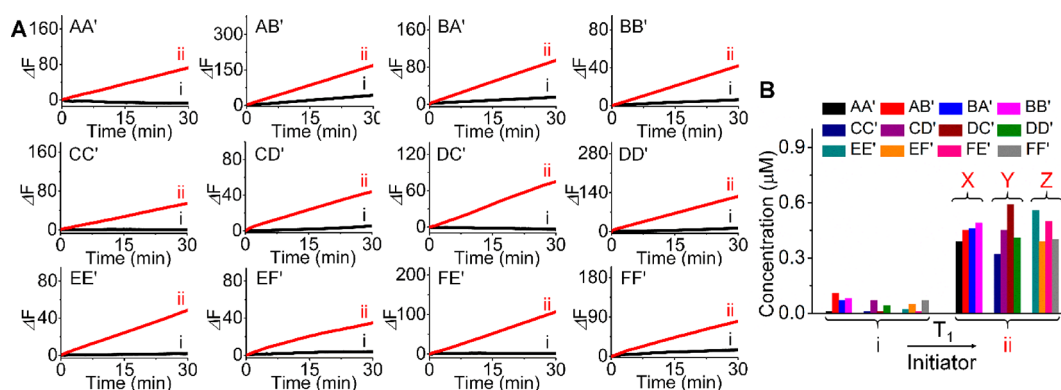 A
AA'
160
80
0
ΔF
ii
i
0 15 30
Time (min)
AB'
300
150
0
ΔF
ii
i
0 15 30
Time (min)
BA'
160
80
0
ΔF
ii
i
0 15 30
Time (min)
BB'
80
40
0
ΔF
ii
i
0 15 30
Time (min)
CC'
160
80
0
ΔF
ii
i
0 15 30
Time (min)
CD'
90
45
0
ΔF
ii
i
0 15 30
Time (min)
DC'
120
60
0
ΔF
ii
i
0 15 30
Time (min)
DD'
280
140
0
ΔF
ii
i
0 15 30
Time (min)
EE'
80
40
0
ΔF
ii
i
0 15 30
Time (min)
EF'
80
40
0
ΔF
ii
i
0 15 30
Time (min)
FE'
200
100
0
ΔF
ii
i
0 15 30
Time (min)
FF'
180
90
0
ΔF
ii
i
0 15 30
Time (min)
B
AA' AB' BA' BB'
CC' CD' DC' DD'
EE' EF' FE' FF'
Concentration (μM)
0.9
0.6
0.3
0.0
X Y Z
i T1 ii
Initiator